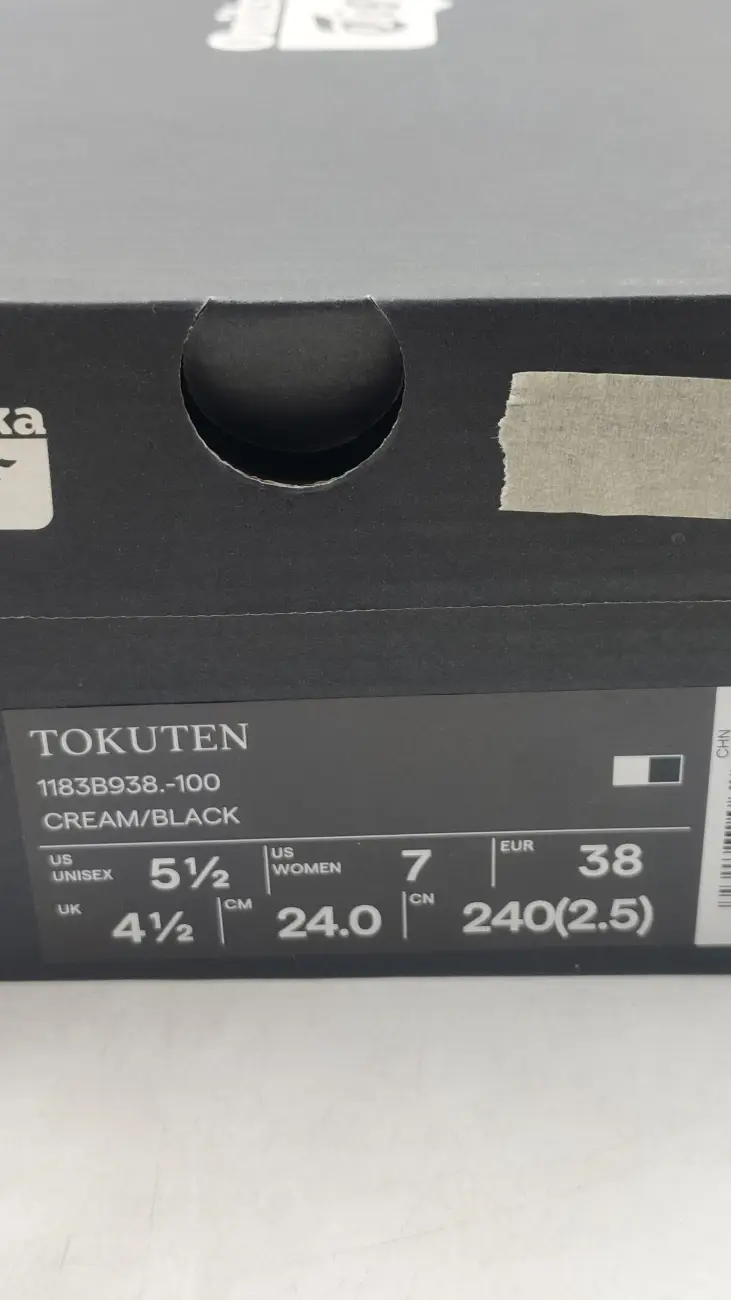 ka
TOKUTEN
1183B938.-100
CREAM/BLACK
US UNISEX 5½ US WOMEN 7 EUR 38
UK 4½ CM 24.0 CN 240(2.5)
CHN